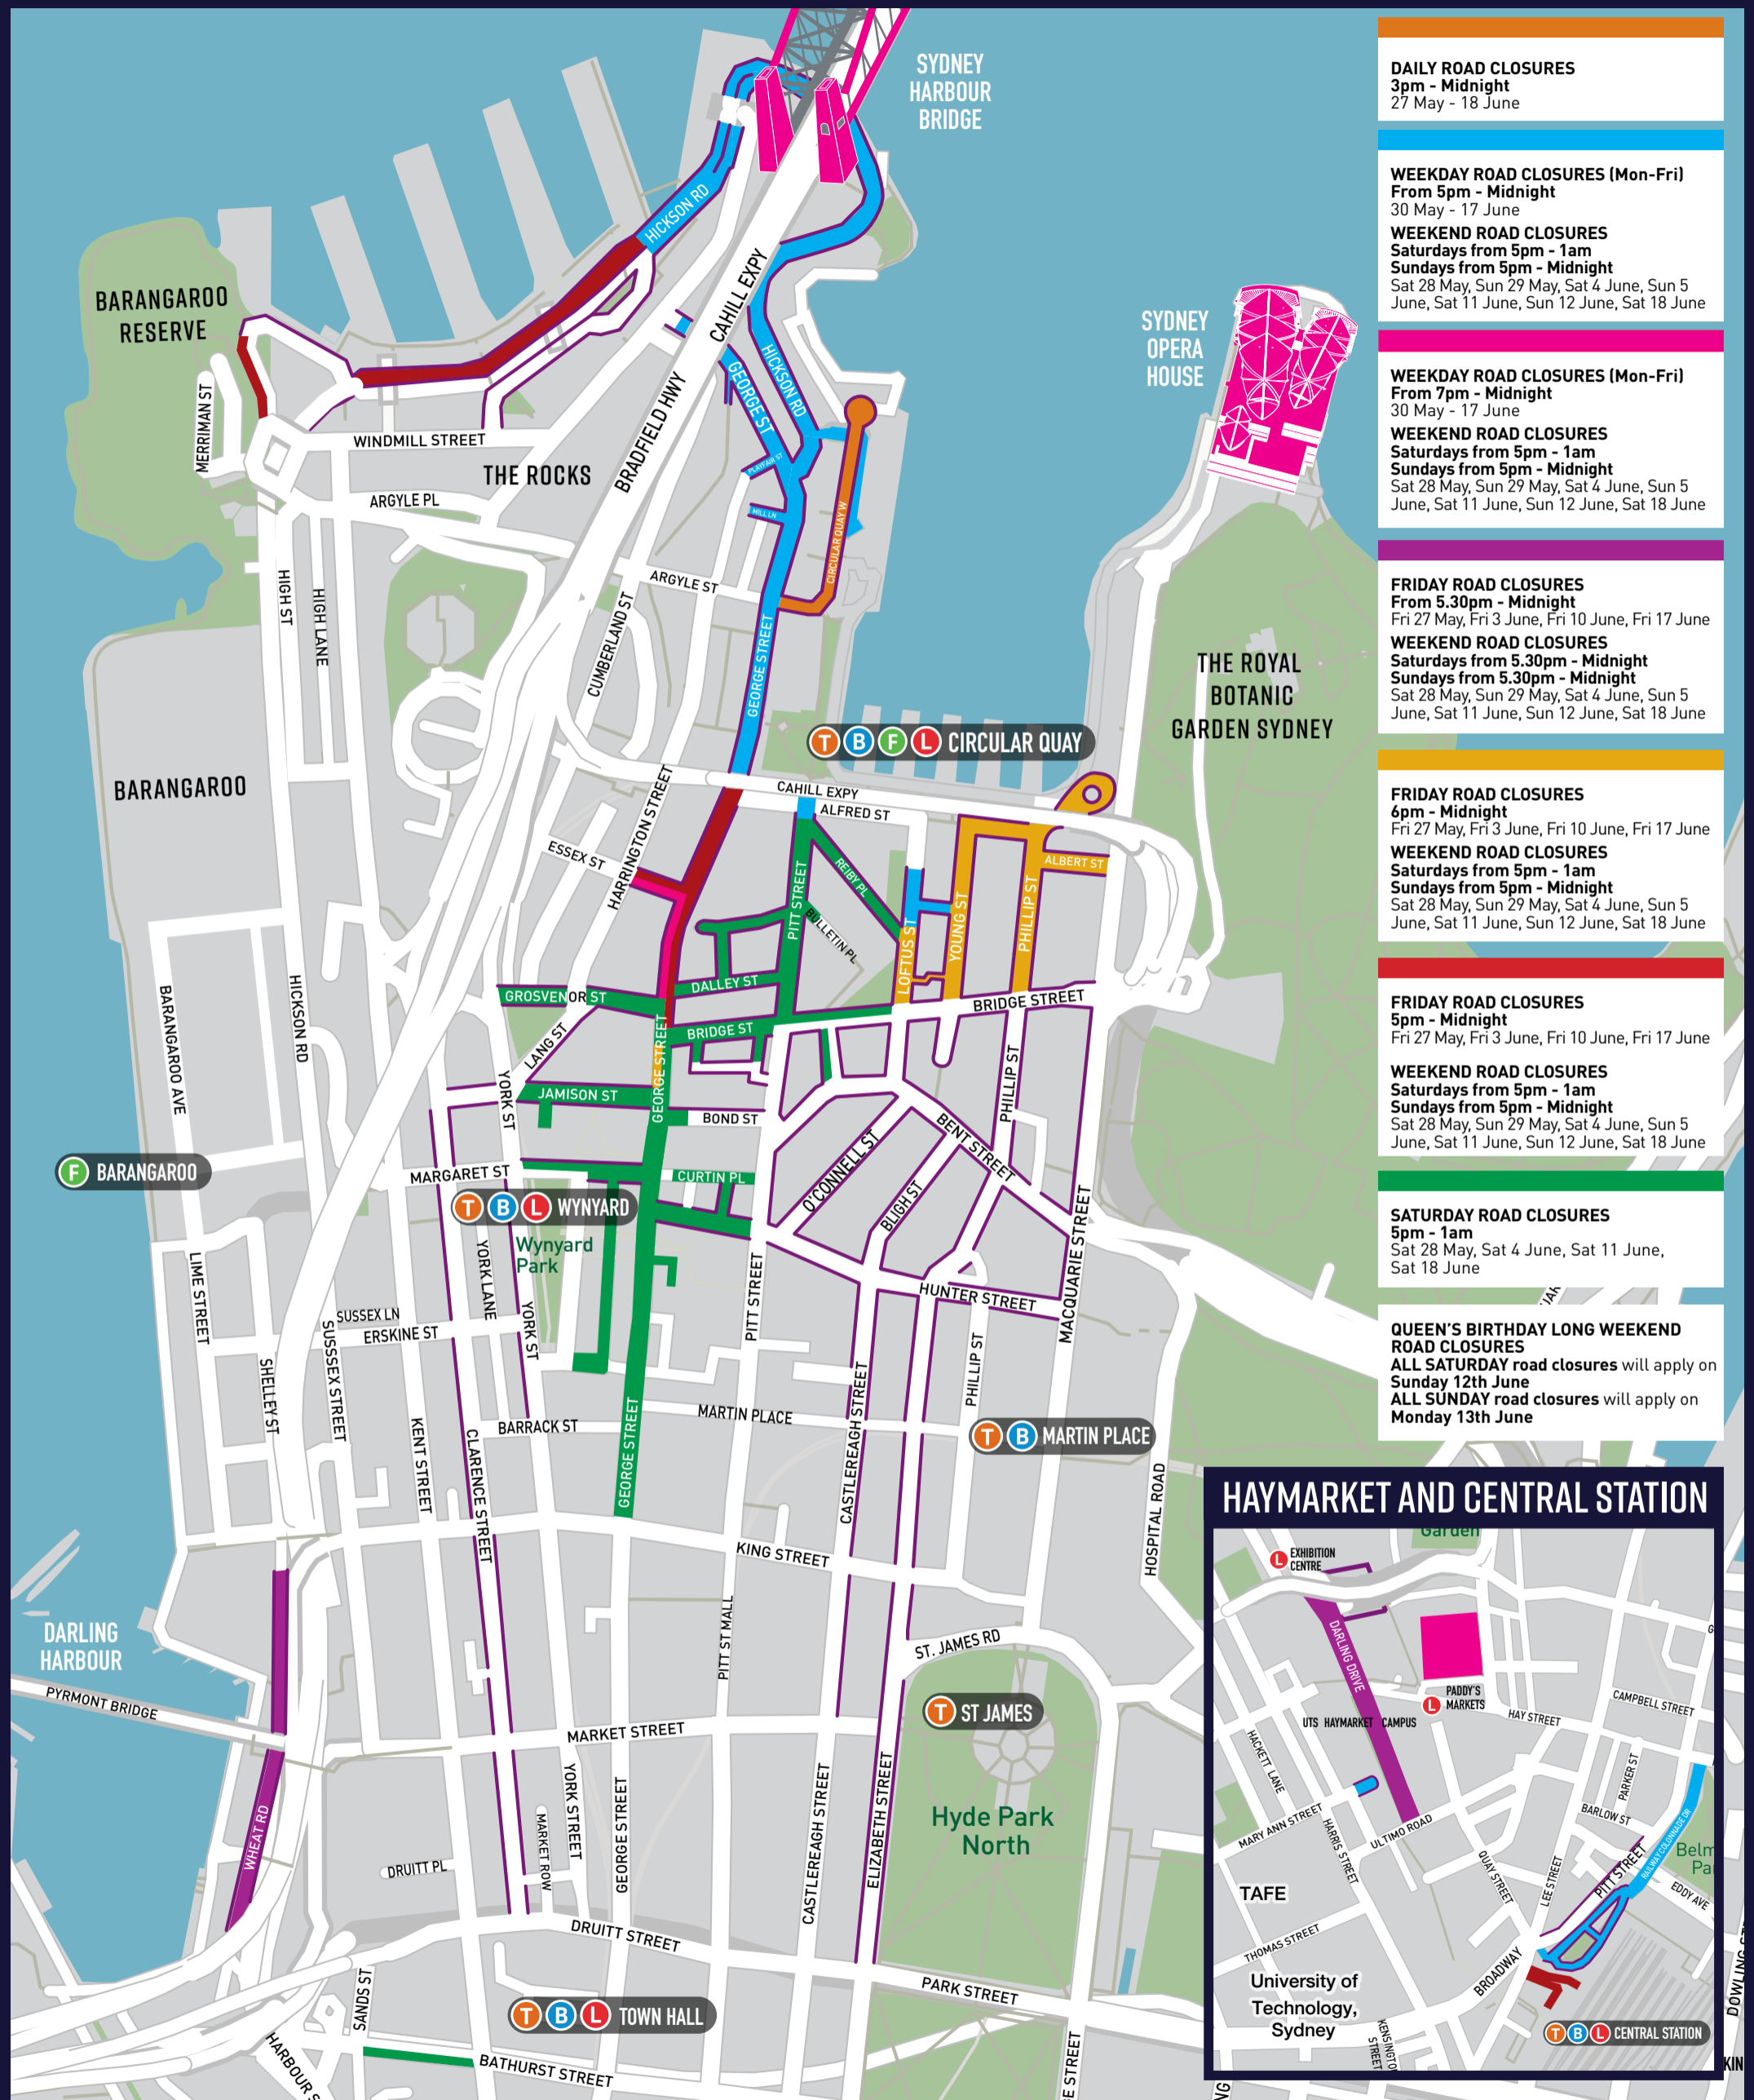 SYDNEY
HARBOUR
BRIDGE
HICKSON RD
CAHILL EXPY
BARANGAROO
RESERVE
SYDNEY
OPERA
HOUSE
HICKSON RD
GEORGE ST
MERRIMAN ST
WINDMILL STREET
BRADFIELD HWY
THE ROCKS
PLAYFAIR ST
ARGYLE PL
MILL LN
CIRCULAR QUAY W
HIGH ST
HIGH LANE
ARGYLE ST
CUMBERLAND ST
GEORGE STREET
THE ROYAL
BOTANIC
GARDEN SYDNEY
T B F L CIRCULAR QUAY
BARANGAROO
CAHILL EXPY
ALFRED ST
HARRINGTON STREET
ESSEX ST
REIBY PL
ALBERT ST
PITT STREET
BULLETIN PL
LOFTUS ST
YOUNG ST
PHILLIP ST
DALLEY ST
GROSVENOR ST
BRIDGE STREET
BARANGAROO AVE
HICKSON RD
LANG ST
BRIDGE ST
GEORGE STREET
YORK ST
JAMISON ST
BOND ST
PHILLIP ST
BENT STREET
F BARANGAROO
MARGARET ST
CURTIN PL
O'CONNELL ST
BLIGH ST
T B L WYNYARD
Wynyard
Park
MACQUARIE STREET
LIME STREET
YORK LANE
YORK ST
PITT STREET
HUNTER STREET
SUSSEX LN
ERSKINE ST
SUSSSEX STREET
SHELLEY ST
PHILLIP ST
CASTLEREAGH STREET
MARTIN PLACE
BARRACK ST
KENT STREET
CLARENCE STREET
GEORGE STREET
T B MARTIN PLACE
HOSPITAL ROAD
KING STREET
PITT ST MALL
ST. JAMES RD
DARLING
HARBOUR
PYRMONT BRIDGE
T ST JAMES
MARKET STREET
WHEAT RD
YORK STREET
MARKET ROW
GEORGE STREET
CASTLEREAGH STREET
ELIZABETH STREET
Hyde Park
North
DRUITT PL
DRUITT STREET
PARK STREET
SANDS ST
T B L TOWN HALL
HARBOUR S
BATHURST STREET
E STREET
DAILY ROAD CLOSURES
3pm - Midnight
27 May - 18 June
WEEKDAY ROAD CLOSURES (Mon-Fri)
From 5pm - Midnight
30 May - 17 June
WEEKEND ROAD CLOSURES
Saturdays from 5pm - 1am
Sundays from 5pm - Midnight
Sat 28 May, Sun 29 May, Sat 4 June, Sun 5
June, Sat 11 June, Sun 12 June, Sat 18 June
WEEKDAY ROAD CLOSURES (Mon-Fri)
From 7pm - Midnight
30 May - 17 June
WEEKEND ROAD CLOSURES
Saturdays from 5pm - 1am
Sundays from 5pm - Midnight
Sat 28 May, Sun 29 May, Sat 4 June, Sun 5
June, Sat 11 June, Sun 12 June, Sat 18 June
FRIDAY ROAD CLOSURES
From 5.30pm - Midnight
Fri 27 May, Fri 3 June, Fri 10 June, Fri 17 June
WEEKEND ROAD CLOSURES
Saturdays from 5.30pm - Midnight
Sundays from 5.30pm - Midnight
Sat 28 May, Sun 29 May, Sat 4 June, Sun 5
June, Sat 11 June, Sun 12 June, Sat 18 June
FRIDAY ROAD CLOSURES
6pm - Midnight
Fri 27 May, Fri 3 June, Fri 10 June, Fri 17 June
WEEKEND ROAD CLOSURES
Saturdays from 5pm - 1am
Sundays from 5pm - Midnight
Sat 28 May, Sun 29 May, Sat 4 June, Sun 5
June, Sat 11 June, Sun 12 June, Sat 18 June
FRIDAY ROAD CLOSURES
5pm - Midnight
Fri 27 May, Fri 3 June, Fri 10 June, Fri 17 June
WEEKEND ROAD CLOSURES
Saturdays from 5pm - 1am
Sundays from 5pm - Midnight
Sat 28 May, Sun 29 May, Sat 4 June, Sun 5
June, Sat 11 June, Sun 12 June, Sat 18 June
SATURDAY ROAD CLOSURES
5pm - 1am
Sat 28 May, Sat 4 June, Sat 11 June,
Sat 18 June
QUEEN'S BIRTHDAY LONG WEEKEND
ROAD CLOSURES
ALL SATURDAY road closures will apply on
Sunday 12th June
ALL SUNDAY road closures will apply on
Monday 13th June
HAYMARKET AND CENTRAL STATION
Garden
L EXHIBITION
CENTRE
DARLING DRIVE
PADDY'S
L MARKETS
CAMPBELL STREET
HAY STREET
UTS HAYMARKET CAMPUS
HACKETT LANE
PARKER ST
MARY ANN STREET
HARRIS STREET
ULTIMO ROAD
BARLOW ST
RAILWAY COLONNADE DR
Belm
Pa
QUAY STREET
LEE STREET
PITT STREET
EDDY AVE
TAFE
THOMAS STREET
BROADWAY
University of
Technology,
Sydney
KENSINGTO
STREET
T B L CENTRAL STATION